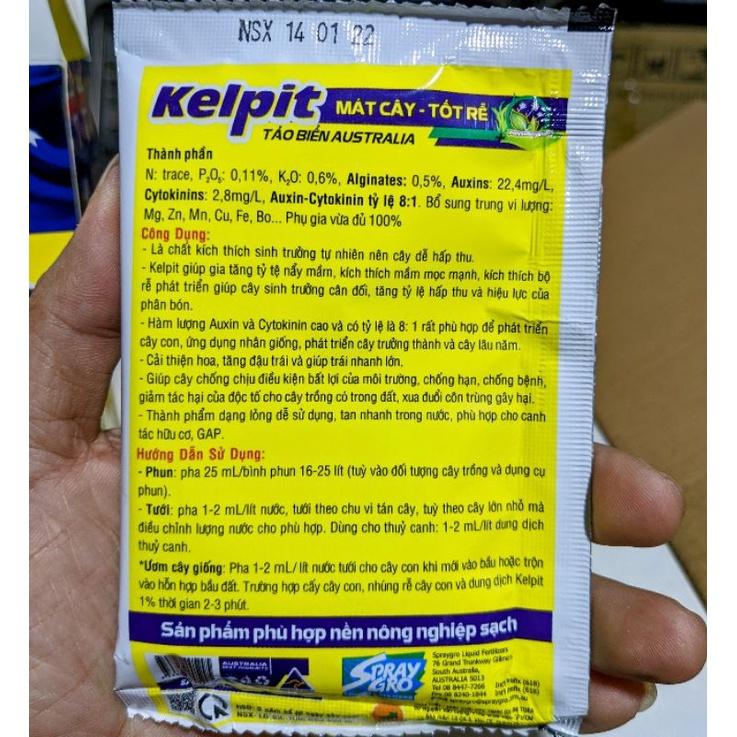 NSX 14 01 22
Kelpit MÁT CÂY - TỐT RỄ
TẢO BIỂN AUSTRALIA
Thành phần
N: trace, P₂O₅: 0,11%, K₂O: 0,6%, Alginates: 0,5%, Auxins: 22,4mg/L,
Cytokinins: 2,8mg/L, Auxin-Cytokinin tỷ lệ 8:1. Bổ sung trung vi lượng:
Mg, Zn, Mn, Cu, Fe, Bo... Phụ gia vừa đủ 100%
Công Dụng:
- Là chất kích thích sinh trưởng tự nhiên nên cây dễ hấp thu.
- Kelpit giúp gia tăng tỷ tệ nẩy mầm, kích thích mầm mọc mạnh, kích thích bộ
rễ phát triển giúp cây sinh trưởng cân đối, tăng tỷ lệ hấp thu và hiệu lực của
phân bón.
- Hàm lượng Auxin và Cytokinin cao và có tỷ lệ là 8: 1 rất phù hợp để phát triển
cây con, ứng dụng nhân giống, phát triển cây trưởng thành và cây lâu năm.
- Cải thiện hoa, tăng đậu trái và giúp trái nhanh lớn.
- Giúp cây chống chịu điều kiện bất lợi của môi trường, chống hạn, chống bệnh,
giảm tác hại của độc tố cho cây trồng có trong đất, xua đuổi côn trùng gây hại.
- Thành phẩm dạng lỏng dễ sử dụng, tan nhanh trong nước, phù hợp cho canh
tác hữu cơ, GAP.
Hướng Dẫn Sử Dụng:
- Phun: pha 25 mL/bình phun 16-25 lít (tuỳ vào đối tượng cây trồng và dụng cụ
phun).
- Tưới: pha 1-2 mL/lít nước, tưới theo chu vi tán cây, tuỳ theo cây lớn nhỏ mà
điều chỉnh lượng nước cho phù hợp. Dùng cho thuỷ canh: 1-2 mL/lít dung dịch
thuỷ canh.
*Ươm cây giống: Pha 1-2 mL/ lít nước tưới cho cây con khi mới vào bầu hoặc trộn
vào hỗn hợp bầu đất. Trường hợp cấy cây con, nhúng rễ cây con và dung dịch Kelpit
1% thời gian 2-3 phút.
Sản phẩm phù hợp nền nông nghiệp sạch
AUSTRALIA
SPRAY
GRO
Spraygro Liquid Fertilizers
76 Grand Trunkway
South Australia,
AUSTRALIA 5013
Tel 08 8447-7266